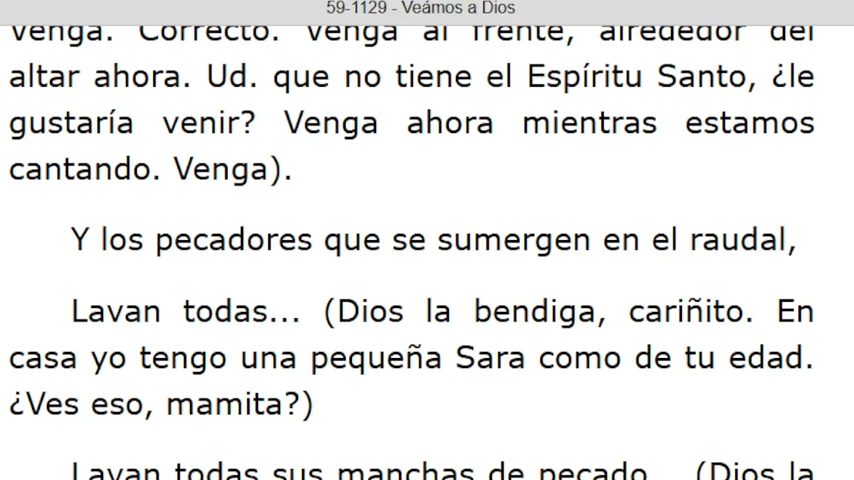 59-1129 - Veámos a Dios
Venga. Correcto. Venga al frente, alrededor del
altar ahora. Ud. que no tiene el Espíritu Santo, ¿le
gustaría venir? Venga ahora mientras estamos
cantando. Venga).
Y los pecadores que se sumergen en el raudal,
Lavan todas... (Dios la bendiga, cariñito. En
casa yo tengo una pequeña Sara como de tu edad.
¿Ves eso, mamita?)
Lavan todas sus manchas de pecado... (Dios la